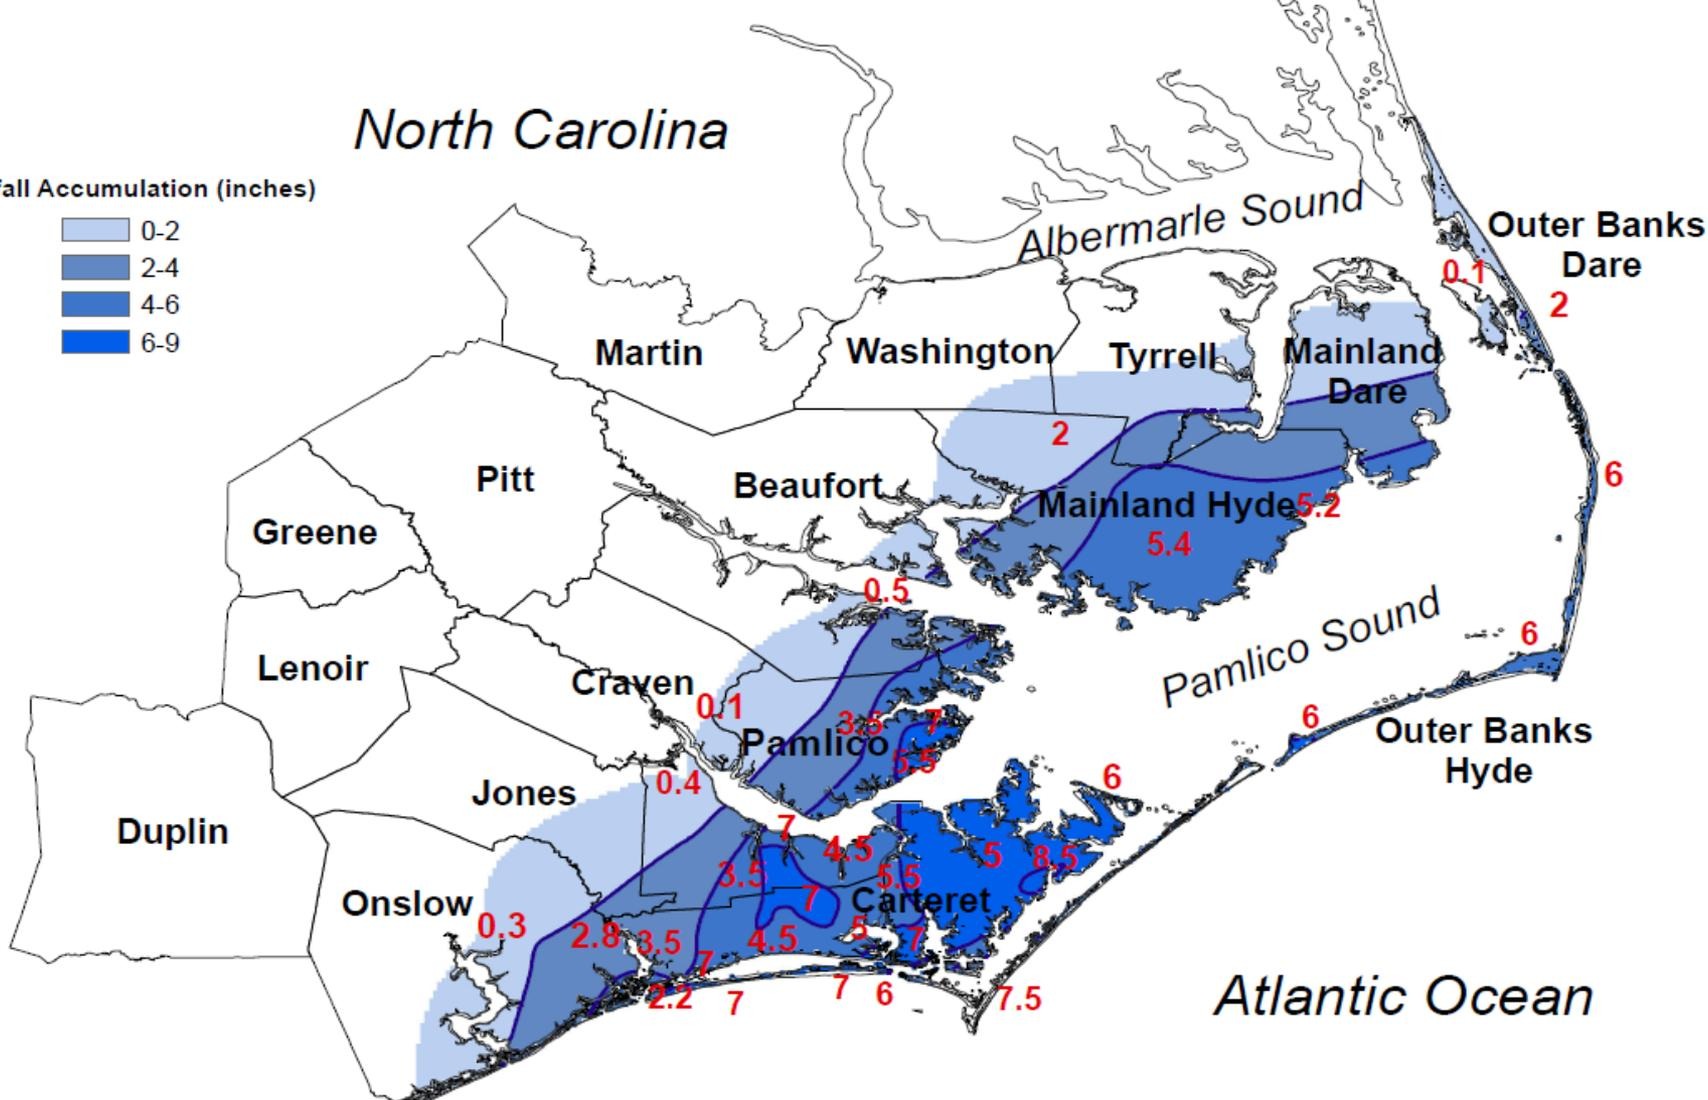 North Carolina
fall Accumulation (inches)
0-2
2-4
4-6
6-9
Albermarle Sound
Outer Banks
Dare
0.1
2
Martin
Washington
Tyrrell
Mainland
Dare
2
Pitt
Beaufort
6
Mainland Hyde
5.2
Greene
5.4
0.5
Pamlico Sound
6
Lenoir
Craven
0.1
3.5
7
6
Pamlico
5.5
Outer Banks
Hyde
0.4
6
Jones
Duplin
7
4.5
5
8.5
3.5
5.5
Onslow
7
Carteret
0.3
2.8
3.5
4.5
5
7
7
2.2
7
7
6
7.5
Atlantic Ocean